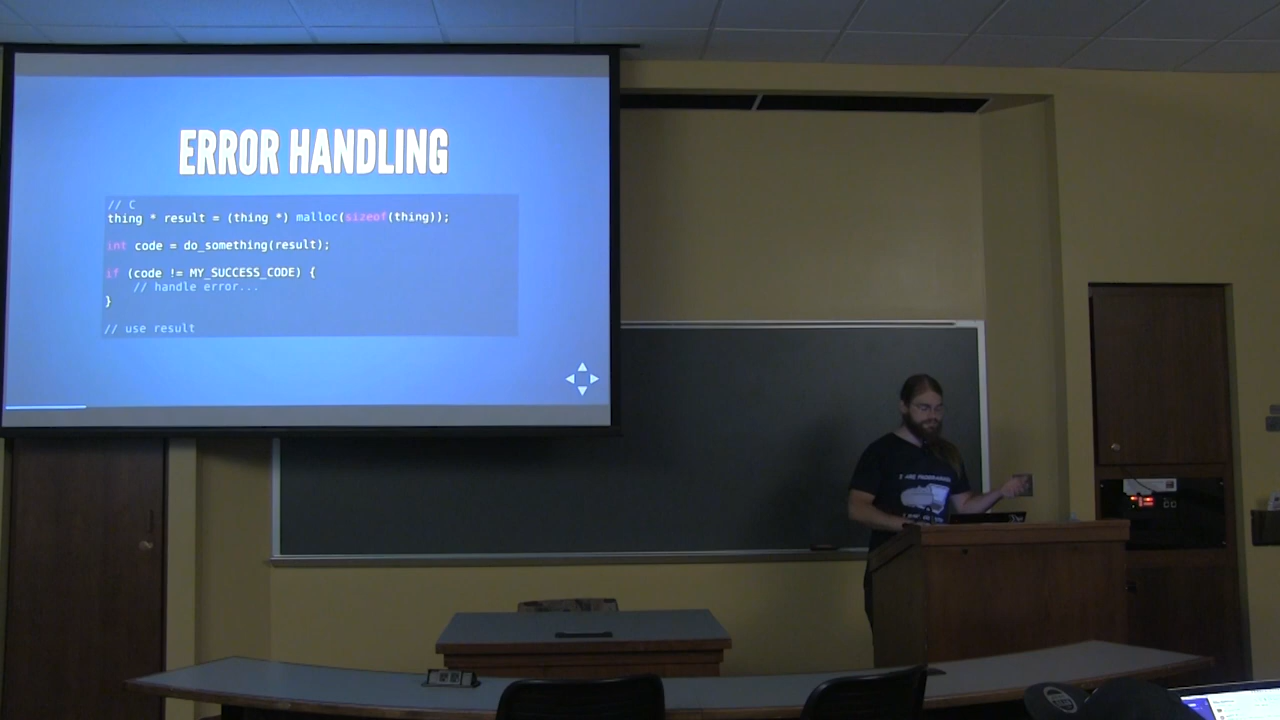 ERROR HANDLING
// C
thing * result = (thing *) malloc(sizeof(thing));
int code = do_something(result);
if (code != MY_SUCCESS_CODE) {
// handle error...
}
// use result